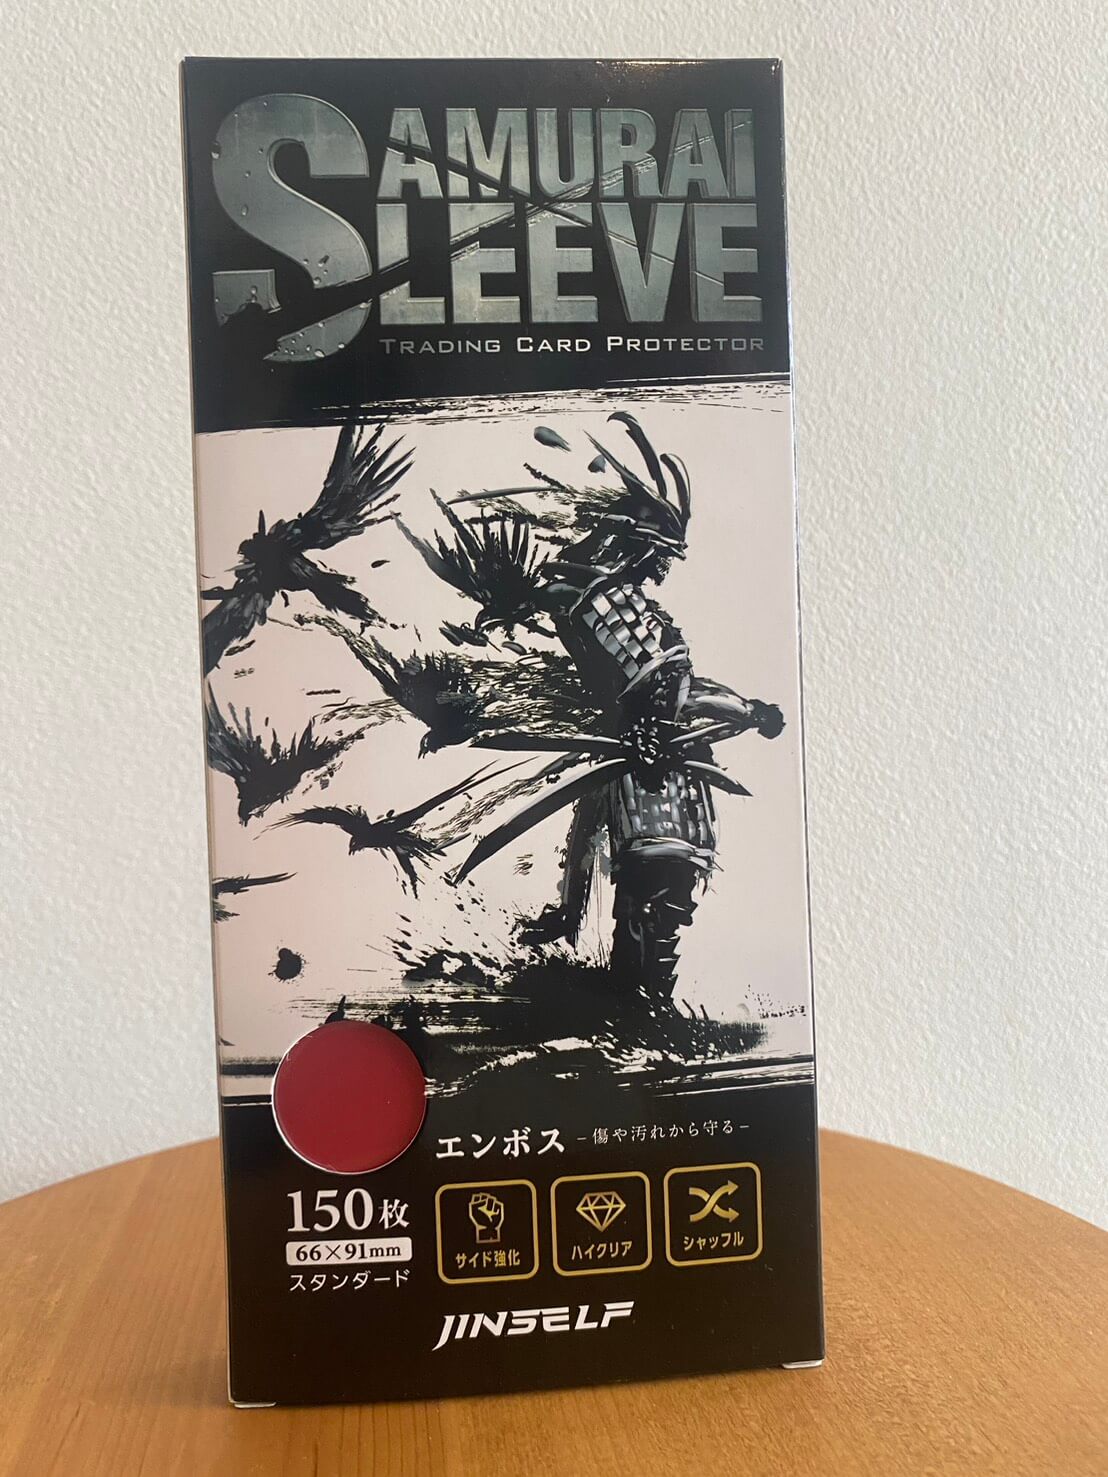 SAMURAI
SLEEVE
TRADING CARD PROTECTOR
エンボス －傷や汚れから守る－
150枚
66×91mm
スタンダード
サイド強化
ハイクリア
シャッフル
JINSELF